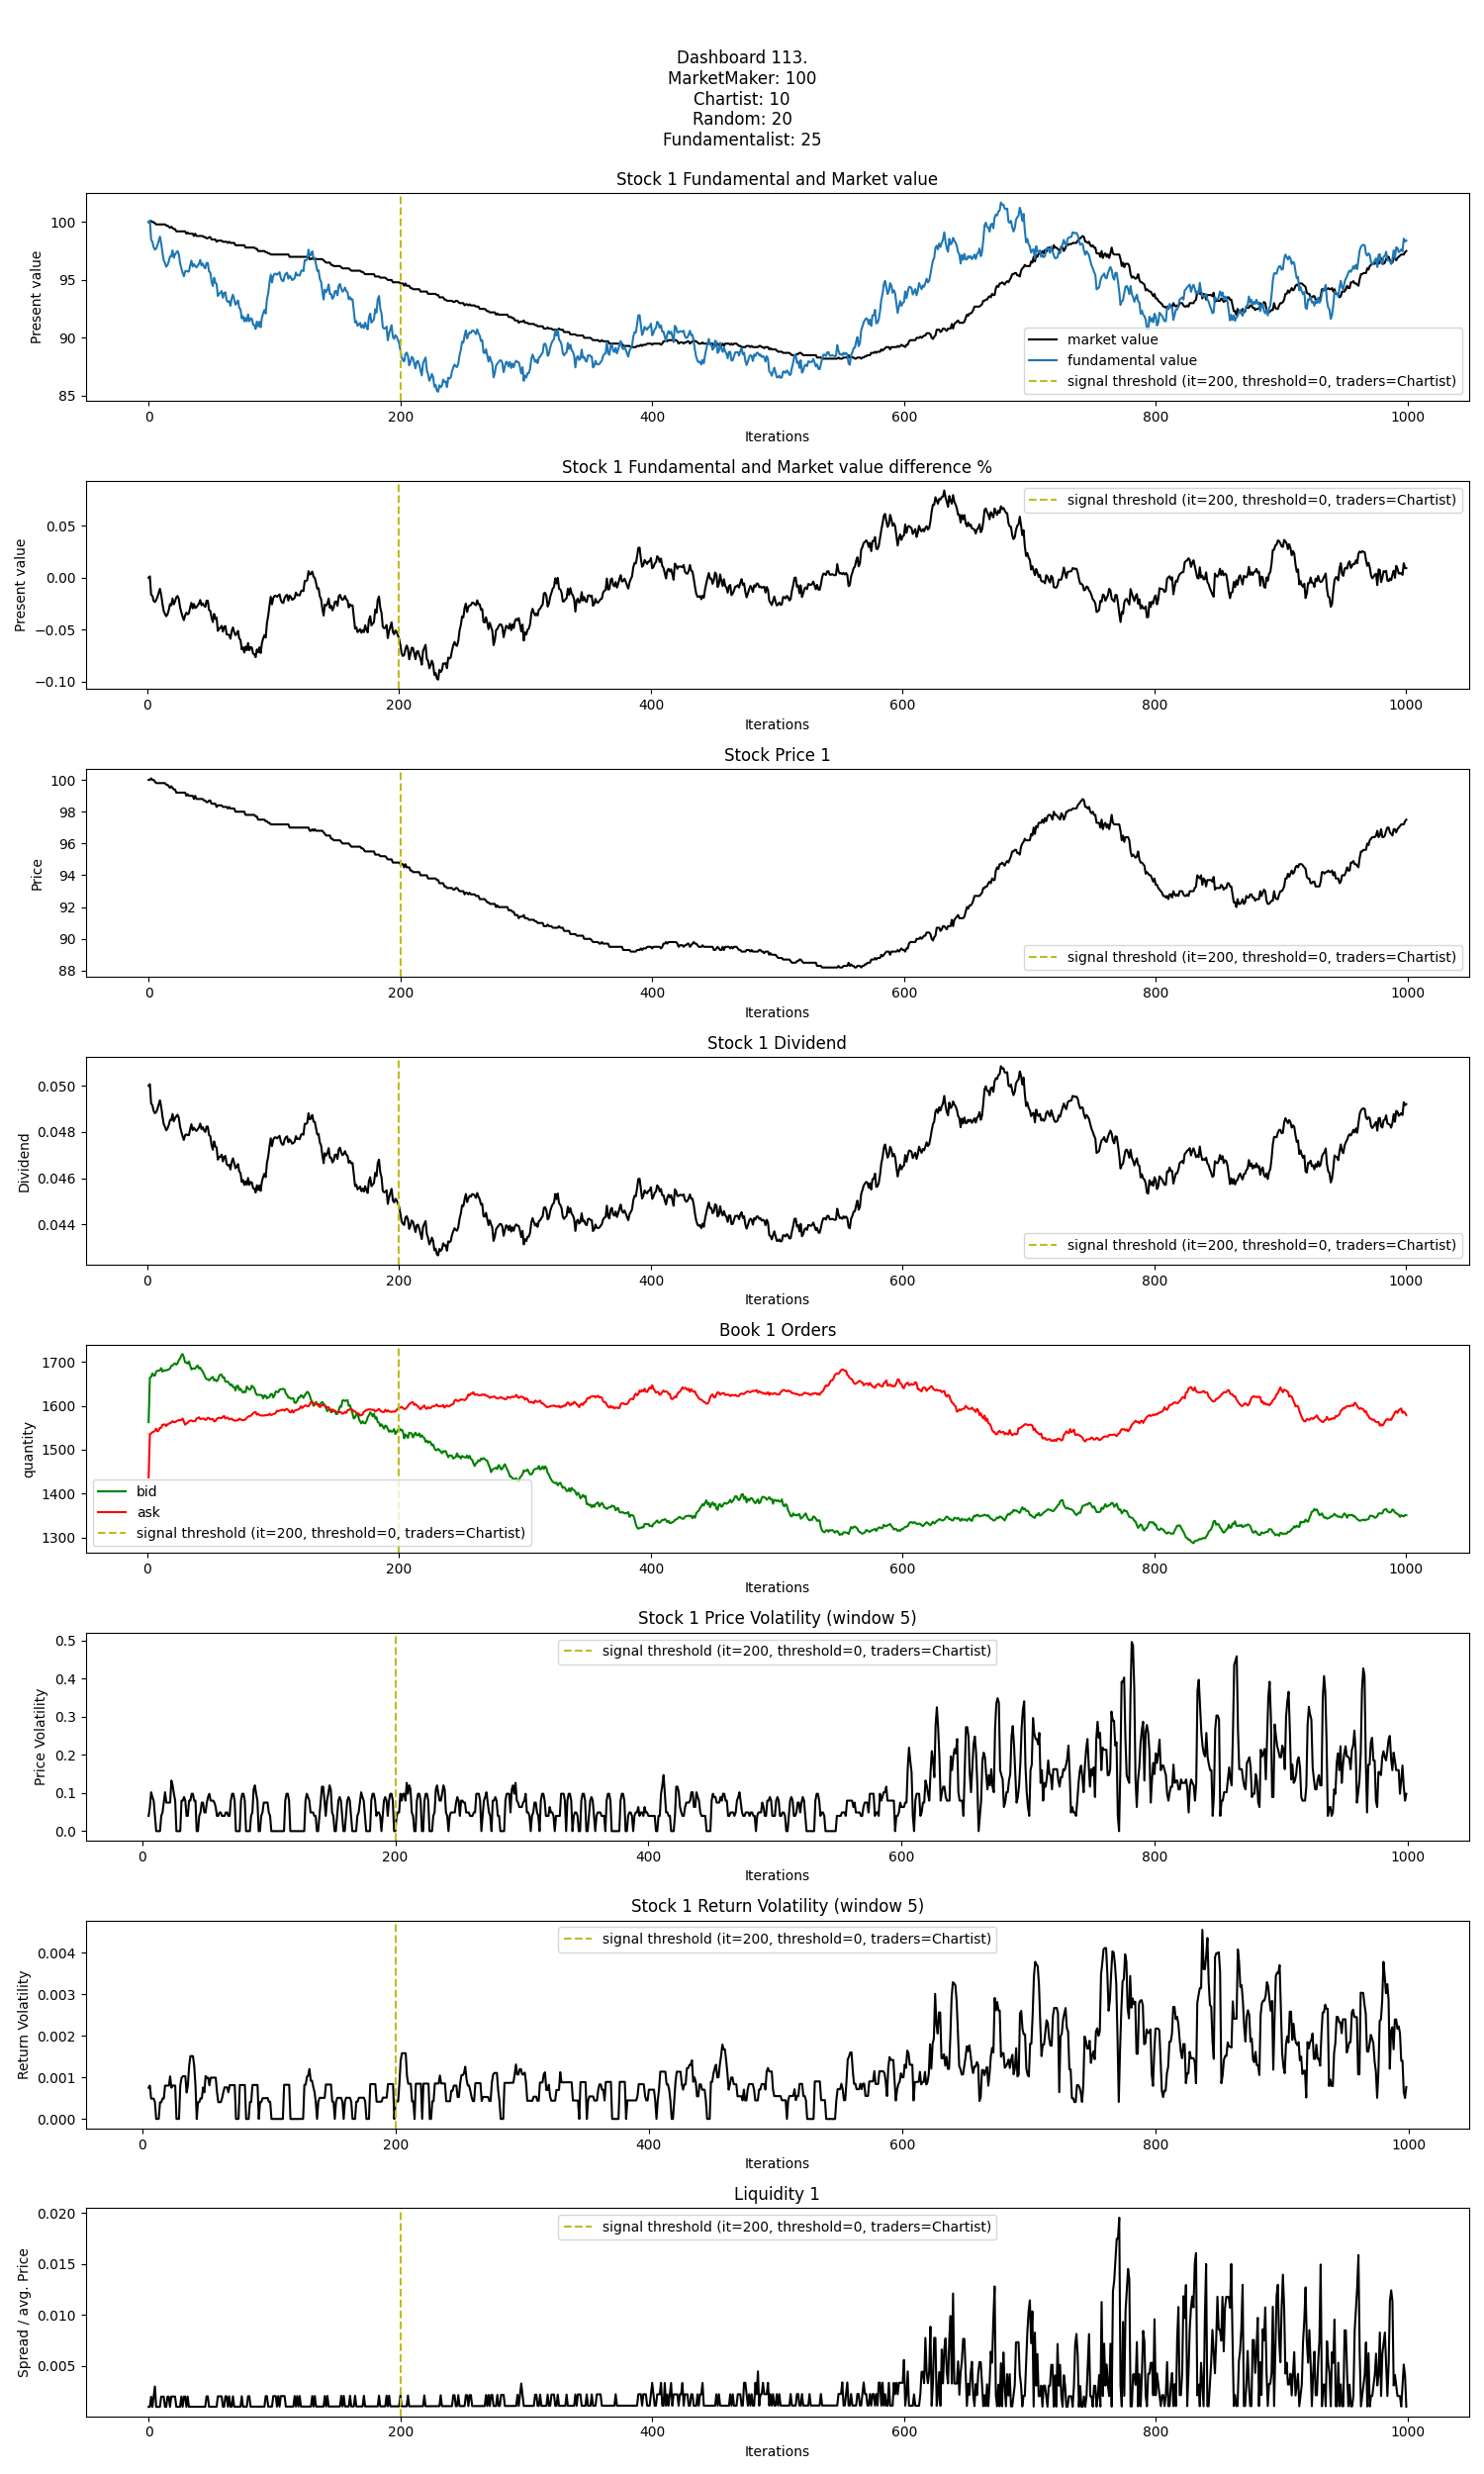 Dashboard 113.
MarketMaker: 100
Chartist: 10
Random: 20
Fundamentalist: 25
Stock 1 Fundamental and Market value
Present value
100
95
90
85
market value
fundamental value
signal threshold (it=200, threshold=0, traders=Chartist)
0 200 400 600 800 1000
Iterations
Stock 1 Fundamental and Market value difference %
Present value
0.05
0.00
−0.05
−0.10
signal threshold (it=200, threshold=0, traders=Chartist)
0 200 400 600 800 1000
Iterations
Stock Price 1
Price
100
98
96
94
92
90
88
signal threshold (it=200, threshold=0, traders=Chartist)
0 200 400 600 800 1000
Iterations
Stock 1 Dividend
Dividend
0.050
0.048
0.046
0.044
signal threshold (it=200, threshold=0, traders=Chartist)
0 200 400 600 800 1000
Iterations
Book 1 Orders
quantity
1700
1600
1500
1400
1300
bid
ask
signal threshold (it=200, threshold=0, traders=Chartist)
0 200 400 600 800 1000
Iterations
Stock 1 Price Volatility (window 5)
Price Volatility
0.5
0.4
0.3
0.2
0.1
0.0
signal threshold (it=200, threshold=0, traders=Chartist)
0 200 400 600 800 1000
Iterations
Stock 1 Return Volatility (window 5)
Return Volatility
0.004
0.003
0.002
0.001
0.000
signal threshold (it=200, threshold=0, traders=Chartist)
0 200 400 600 800 1000
Iterations
Liquidity 1
Spread / avg. Price
0.020
0.015
0.010
0.005
signal threshold (it=200, threshold=0, traders=Chartist)
0 200 400 600 800 1000
Iterations